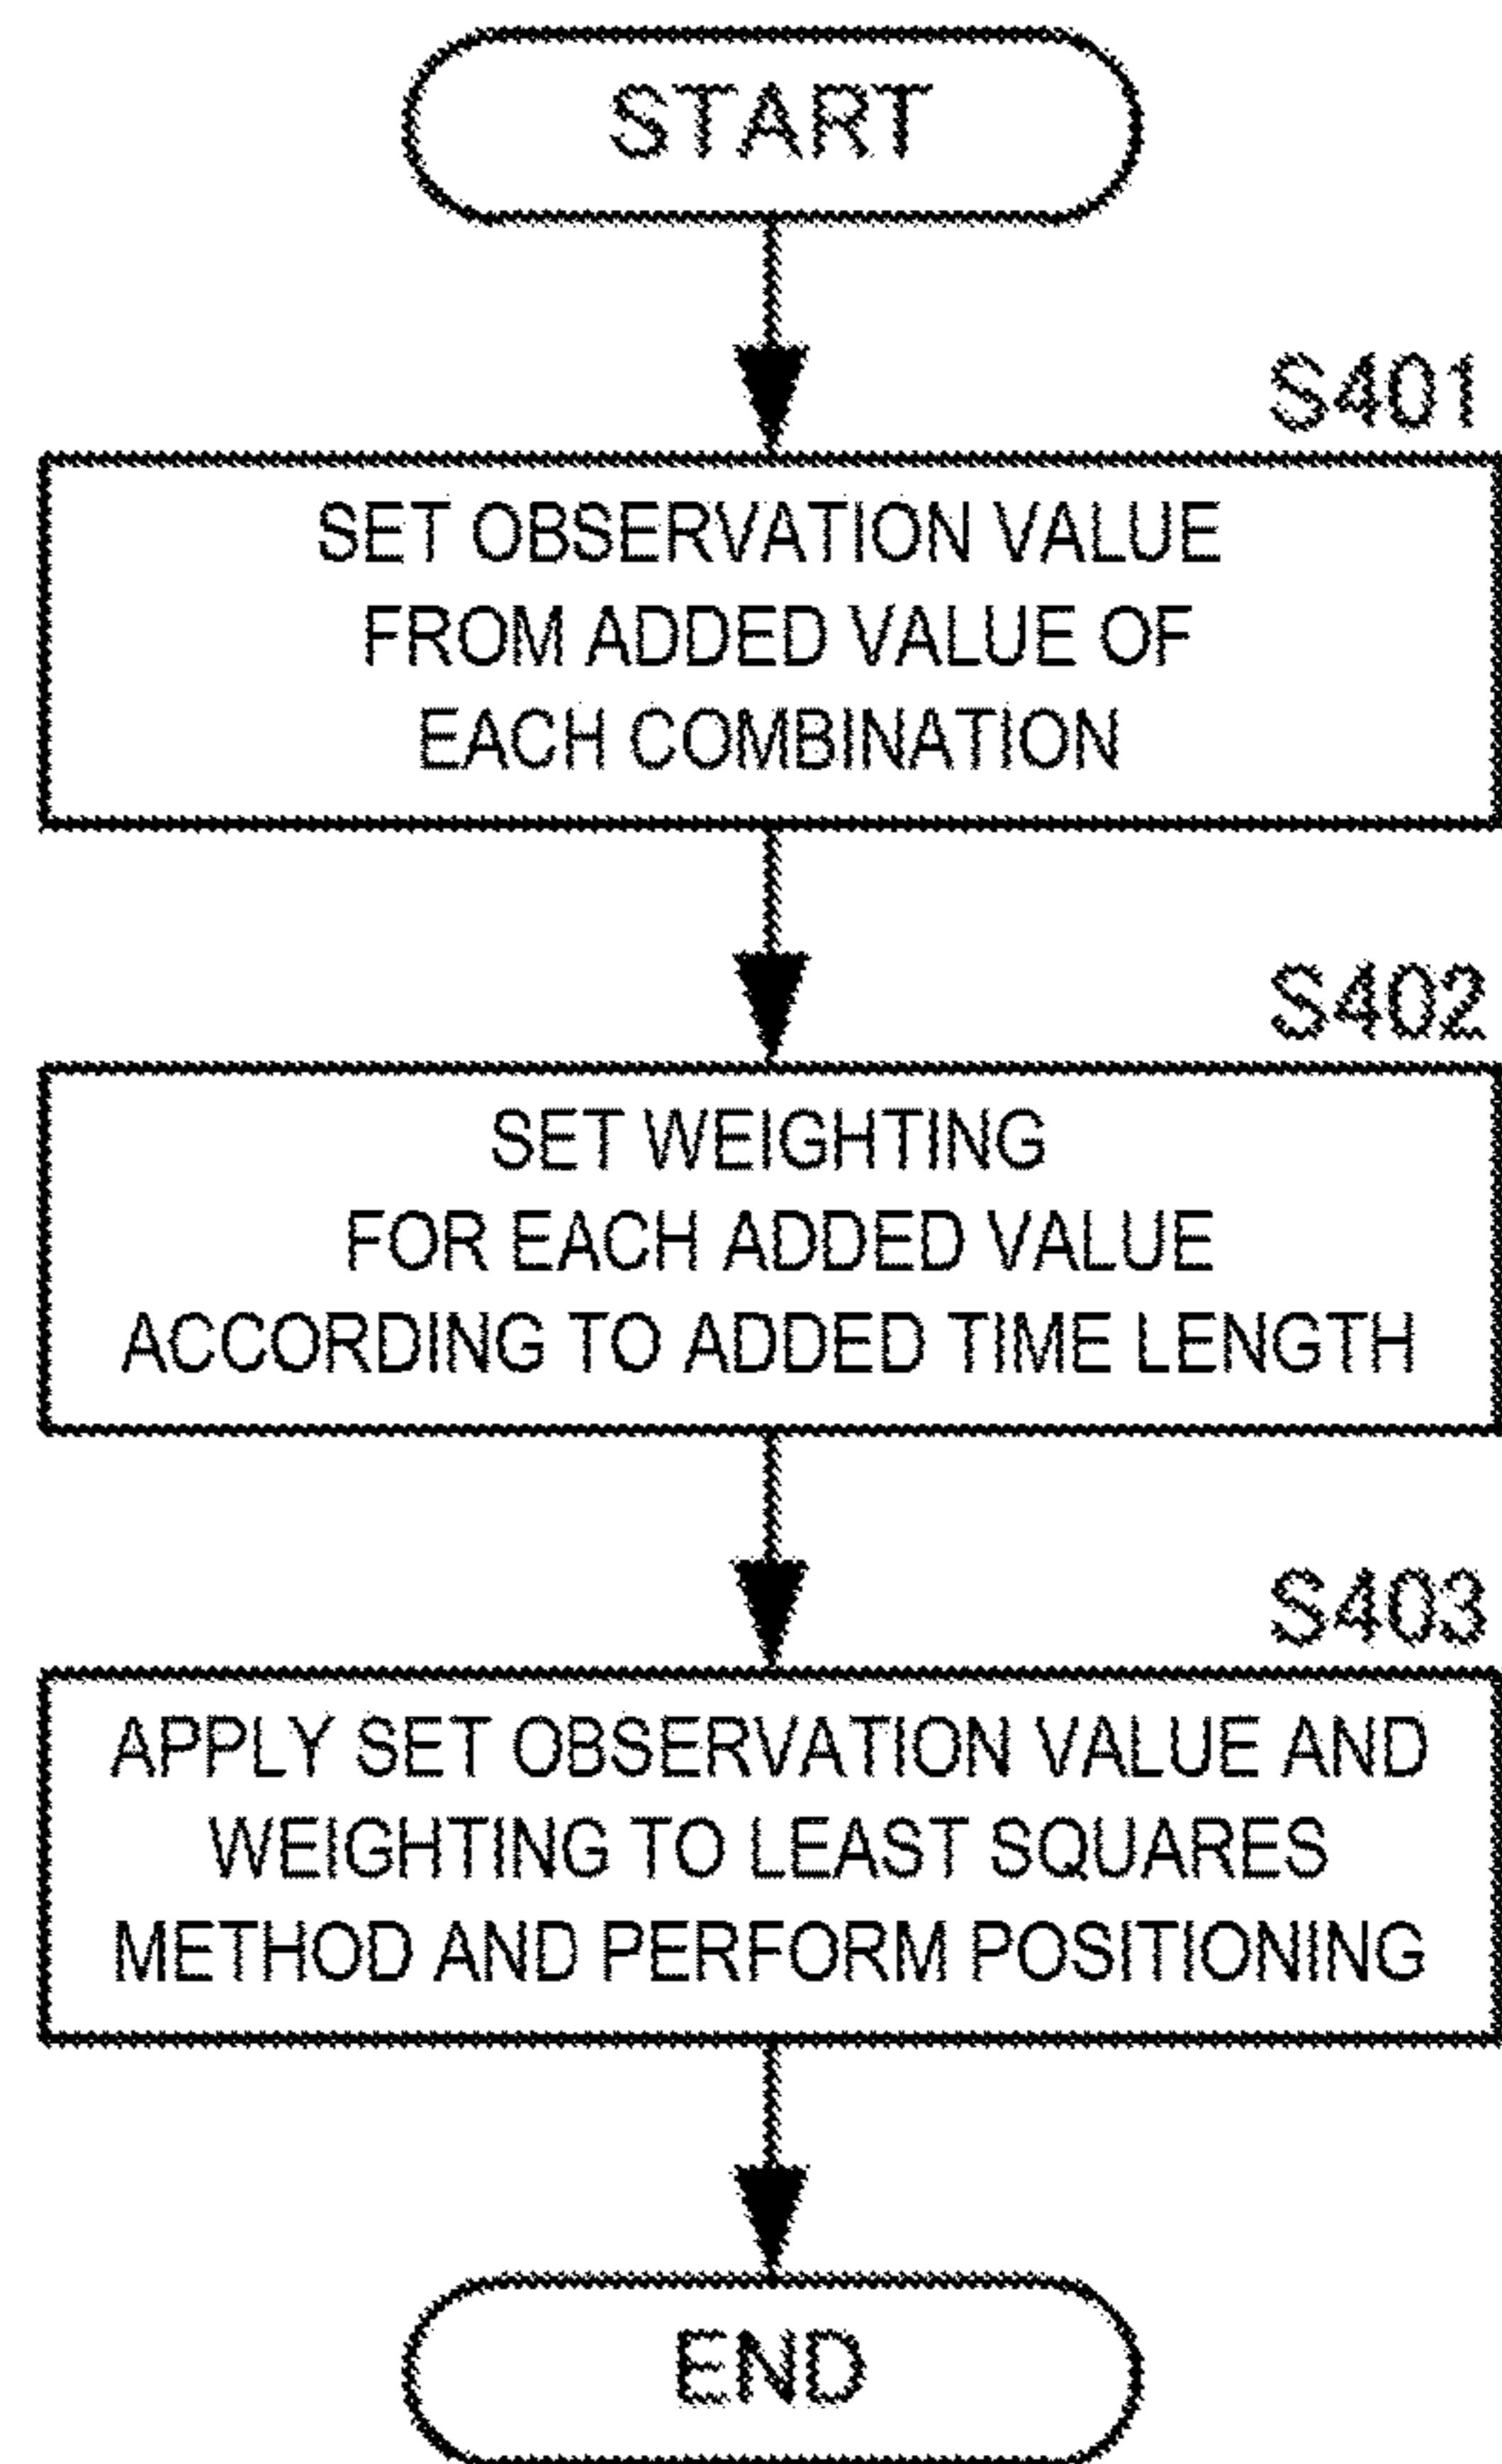 START
S401
SET OBSERVATION VALUE
FROM ADDED VALUE OF
EACH COMBINATION
S402
SET WEIGHTING
FOR EACH ADDED VALUE
ACCORDING TO ADDED TIME LENGTH
S403
APPLY SET OBSERVATION VALUE AND
WEIGHTING TO LEAST SQUARES
METHOD AND PERFORM POSITIONING
END